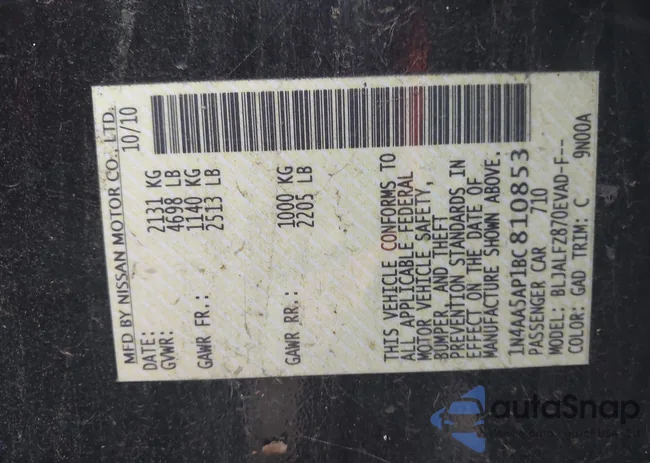 MFD BY NISSAN MOTOR CO., LTD.
DATE: 10/10
GVWR: 2131 KG
4698 LB
GAWR FR.: 1140 KG
2513 LB
GAWR RR.: 1000 KG
2205 LB
THIS VEHICLE CONFORMS TO
ALL APPLICABLE FEDERAL
MOTOR VEHICLE SAFETY,
BUMPER, AND THEFT
PREVENTION STANDARDS IN
EFFECT ON THE DATE OF
MANUFACTURE SHOWN ABOVE.
1N4AA5AP1BC810853
PASSENGER CAR 710
MODEL: BLJALFZ870EVAD-F--
COLOR: GAD TRIM: C 9N00A
autoSnap